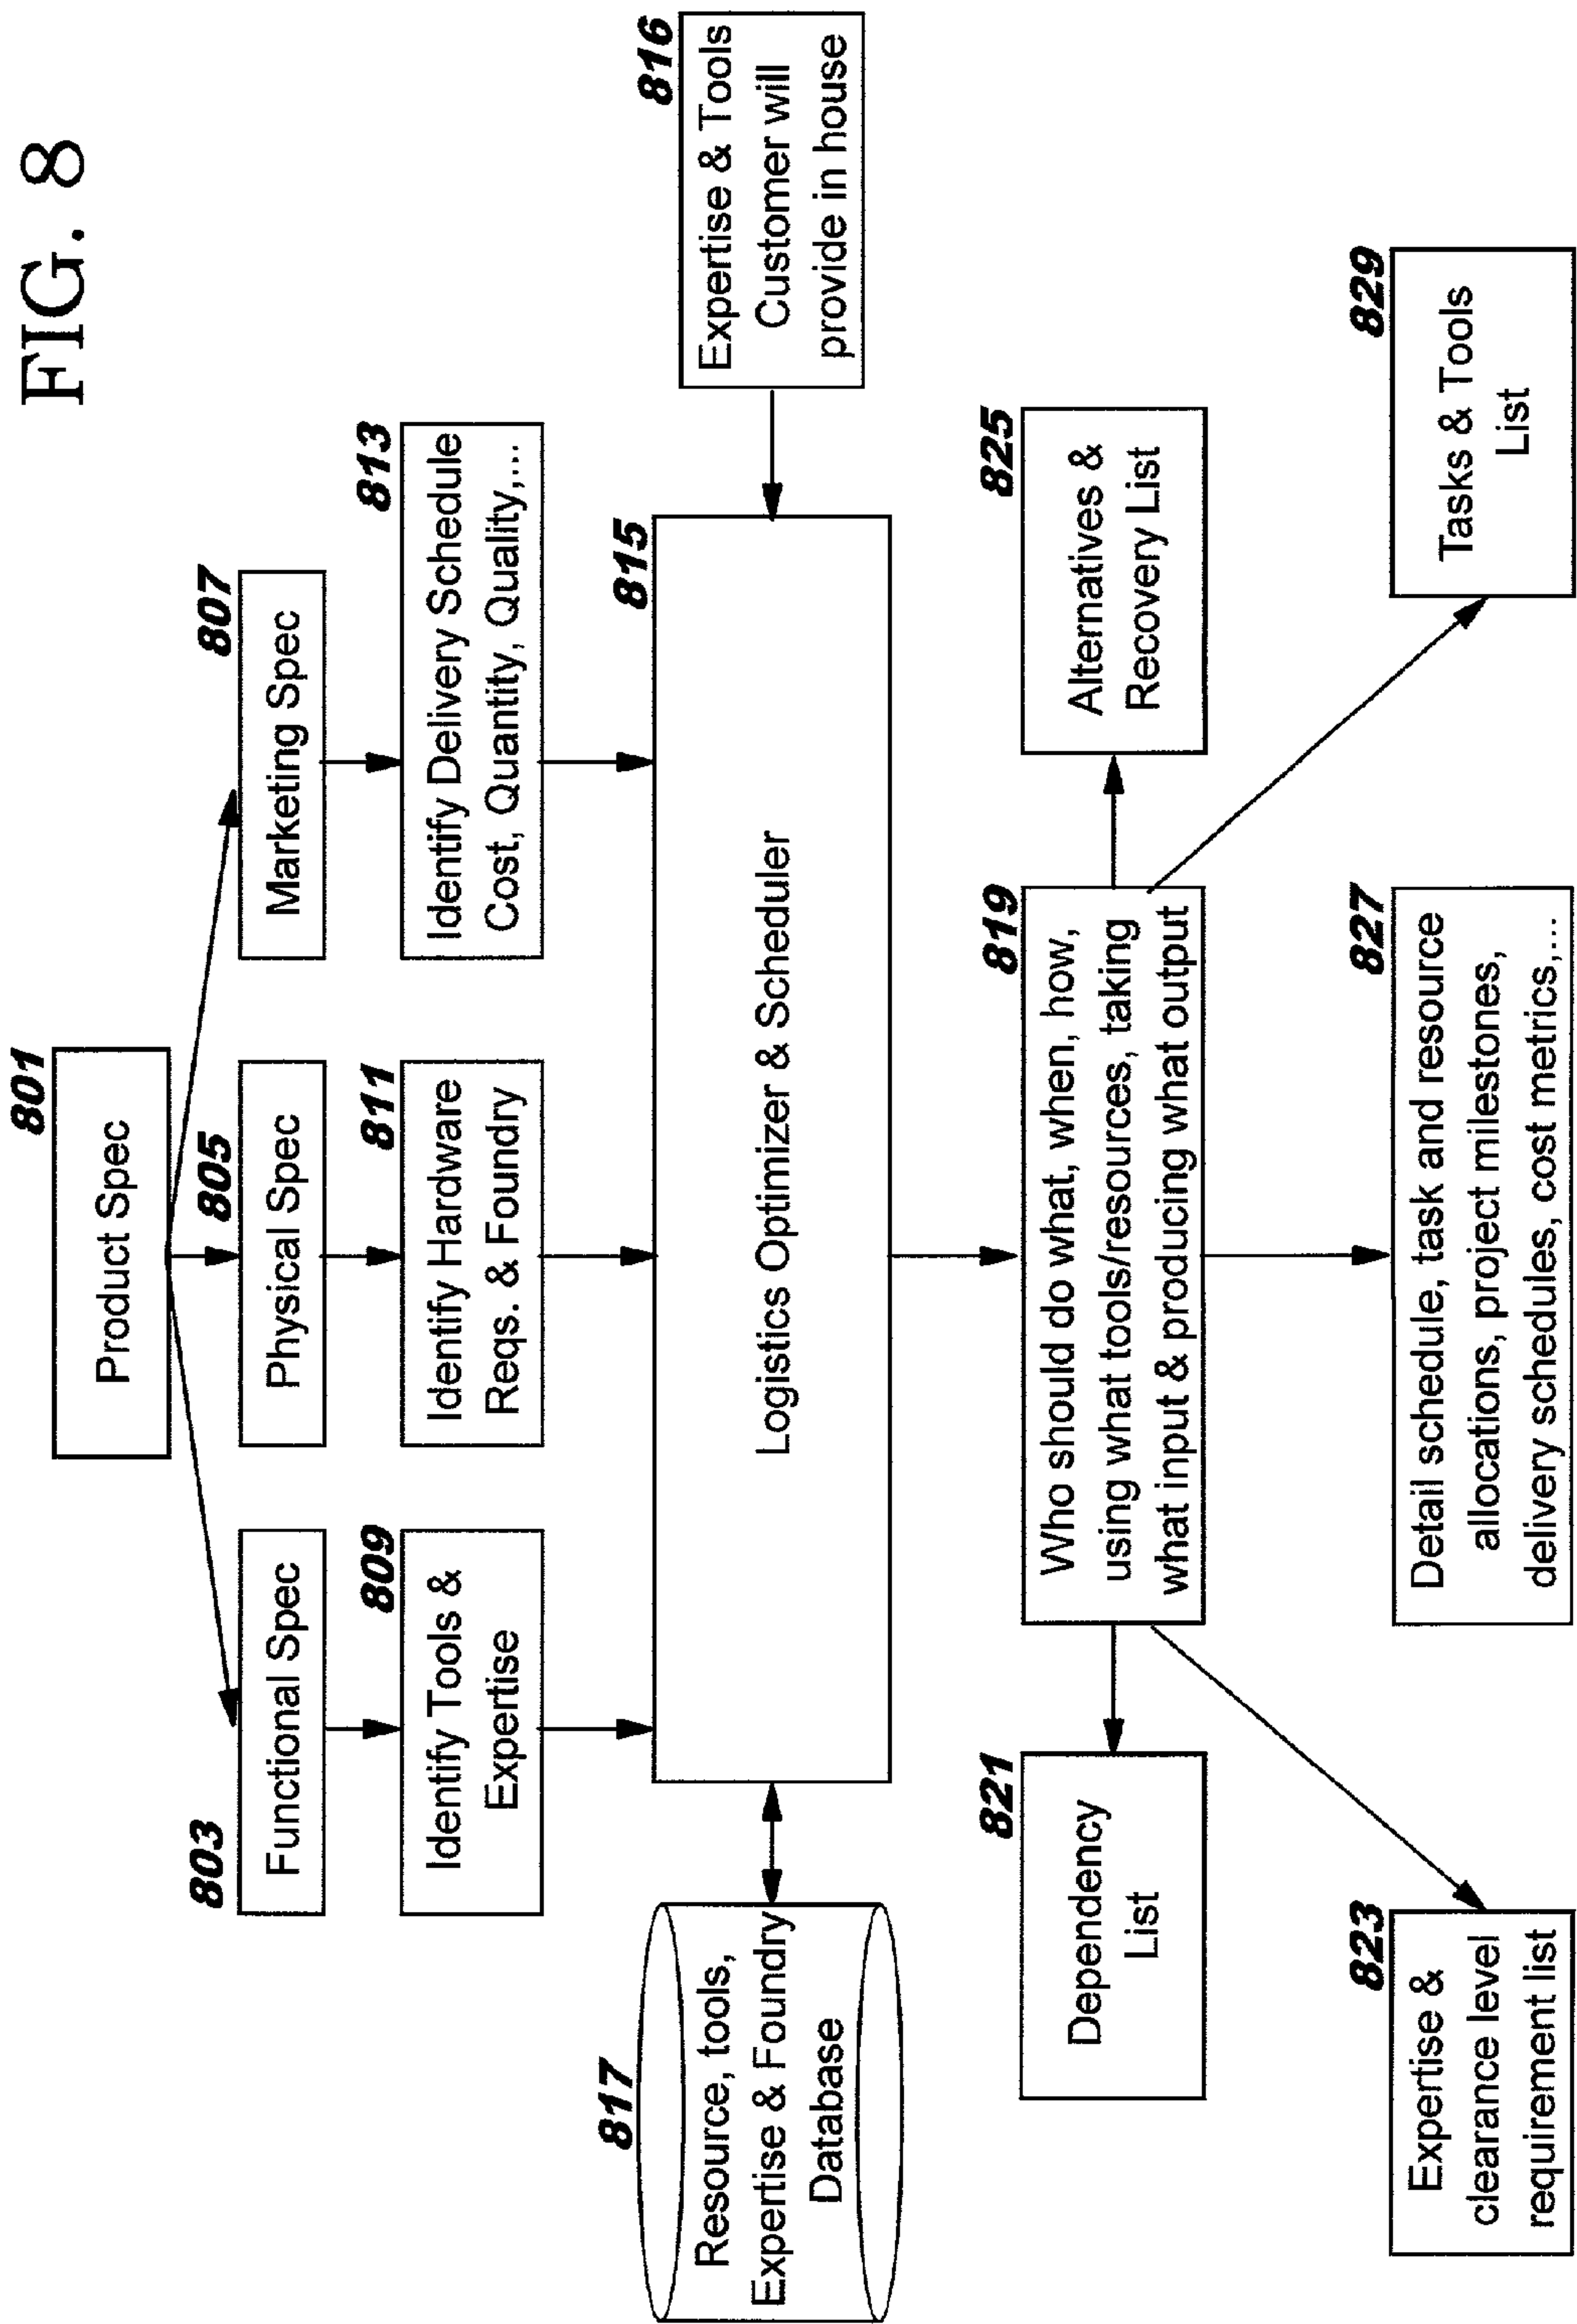 FIG. 8
801
Product Spec
803
Functional Spec
805
Physical Spec
807
Marketing Spec
809
Identify Tools &
Expertise
811
Identify Hardware
Reqs. & Foundry
813
Identify Delivery Schedule
Cost, Quantity, Quality,...
817
Resource, tools,
Expertise & Foundry
Database
815
Logistics Optimizer & Scheduler
816
Expertise & Tools
Customer will
provide in house
821
Dependency
List
819
Who should do what, when, how,
using what tools/resources, taking
what input & producing what output
825
Alternatives &
Recovery List
823
Expertise &
clearance level
requirement list
827
Detail schedule, task and resource
allocations, project milestones,
delivery schedules, cost metrics,...
829
Tasks & Tools
List